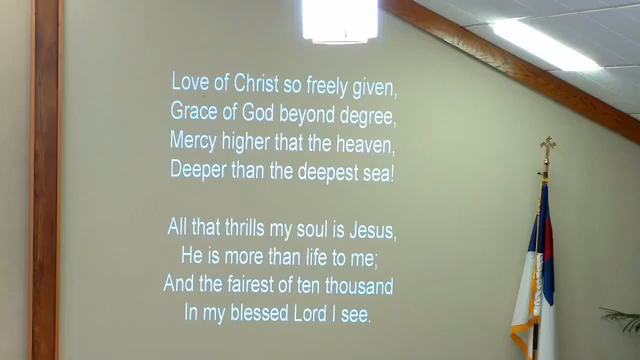 Love of Christ so freely given,
Grace of God beyond degree,
Mercy higher that the heaven,
Deeper than the deepest sea!
All that thrills my soul is Jesus,
He is more than life to me;
And the fairest of ten thousand
In my blessed Lord I see.